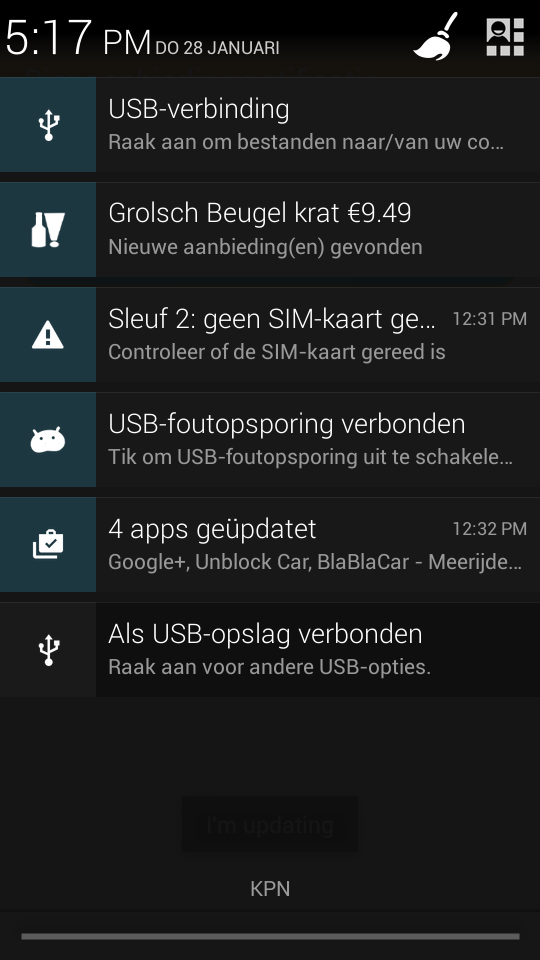 5:17 PM DO 28 JANUARI
USB-verbinding
Raak aan om bestanden naar/van uw co...
Grolsch Beugel krat €9.49
Nieuwe aanbieding(en) gevonden
Sleuf 2: geen SIM-kaart ge... 12:31 PM
Controleer of de SIM-kaart gereed is
USB-foutopsporing verbonden
Tik om USB-foutopsporing uit te schakele...
4 apps geüpdatet 12:32 PM
Google+, Unblock Car, BlaBlaCar - Meerijde...
Als USB-opslag verbonden
Raak aan voor andere USB-opties.
I'm updating
KPN